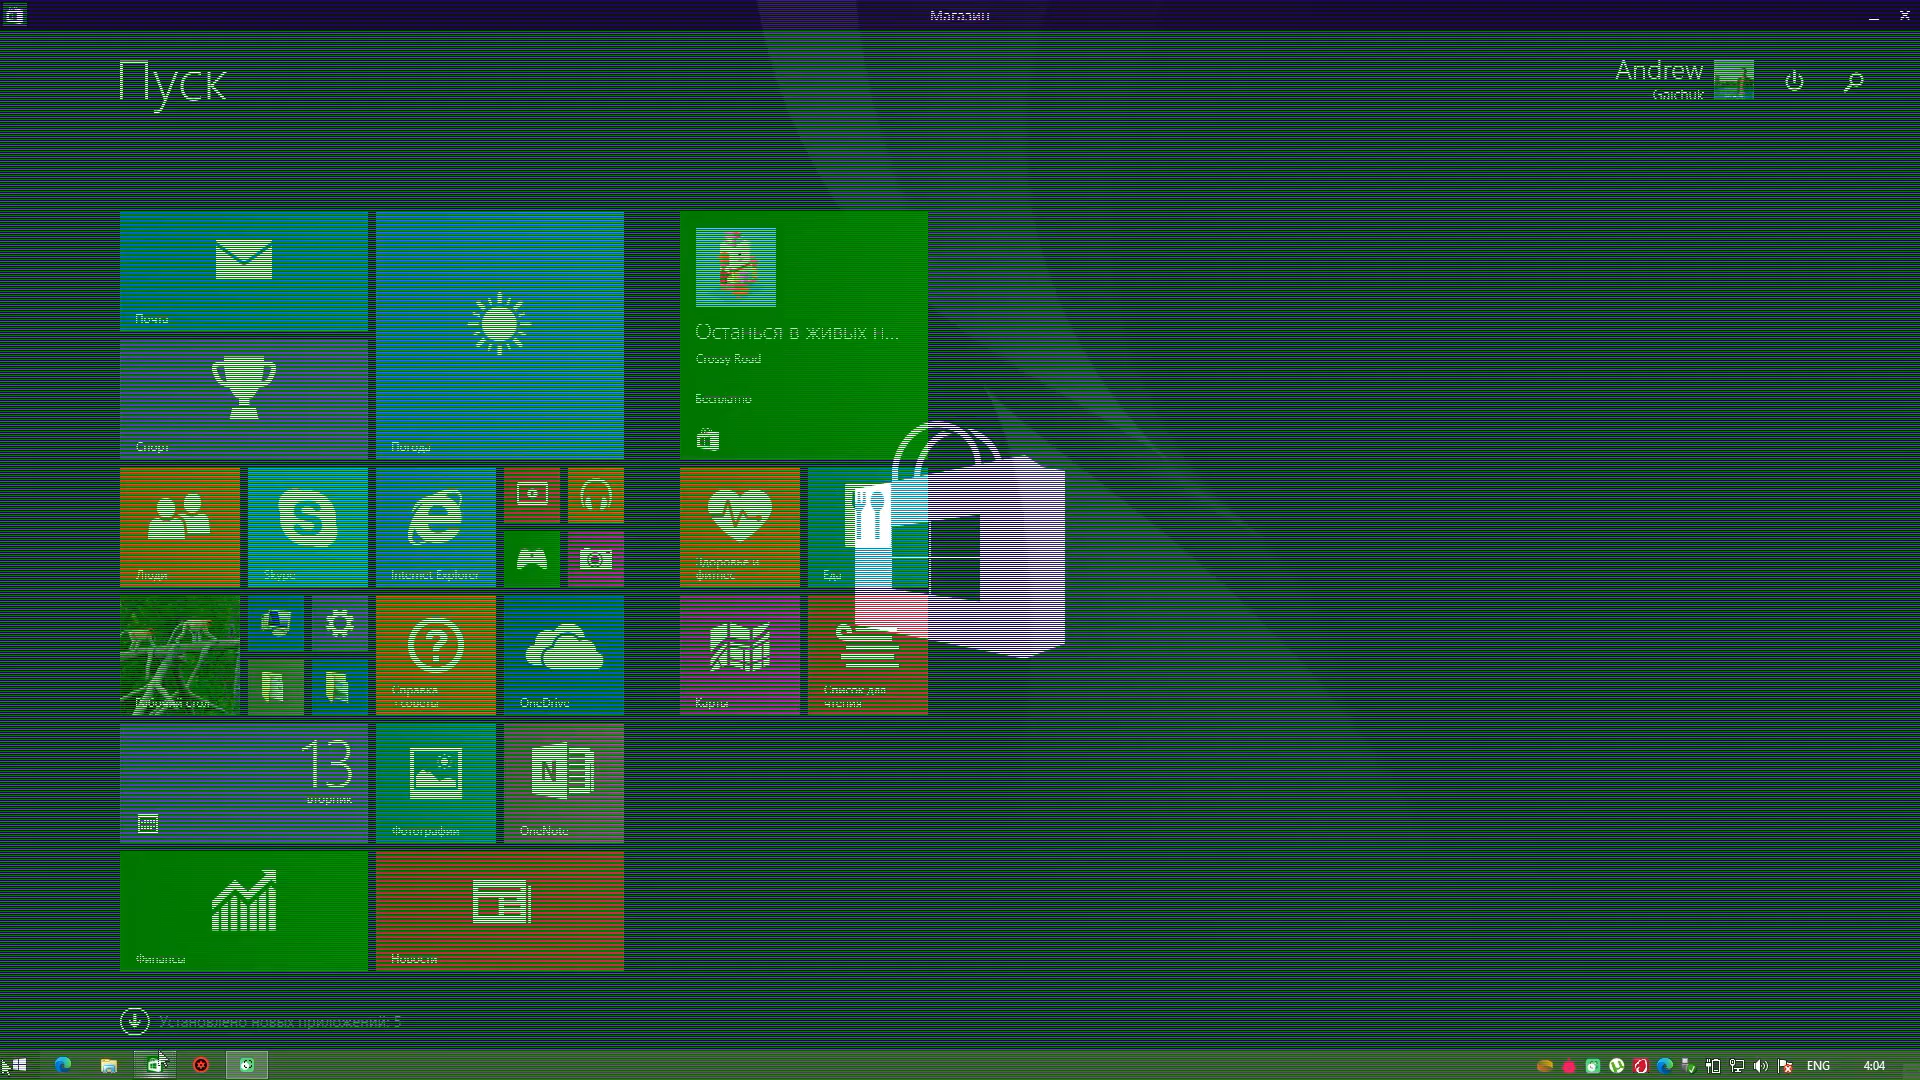 Магазин
Пуск
Andrew
Gaichuk
Почта
Спорт
Погода
Останься в живых н...
Crossy Road
Бесплатно
Люди
Skype
Internet Explorer
Здоровье и
фитнес
Еда
Рабочий стол
Справка
+советы
OneDrive
Карты
Список для
чтения
13
вторник
Фотографии
OneNote
Финансы
Новости
Установлено новых приложений: 5
ENG
4:04